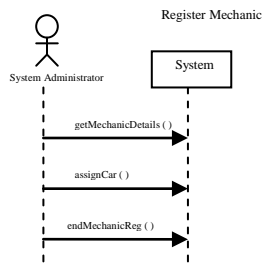 Register Mechanic
System
System Administrator
getMechanicDetails ( )
assignCar ( )
endMechanicReg ( )